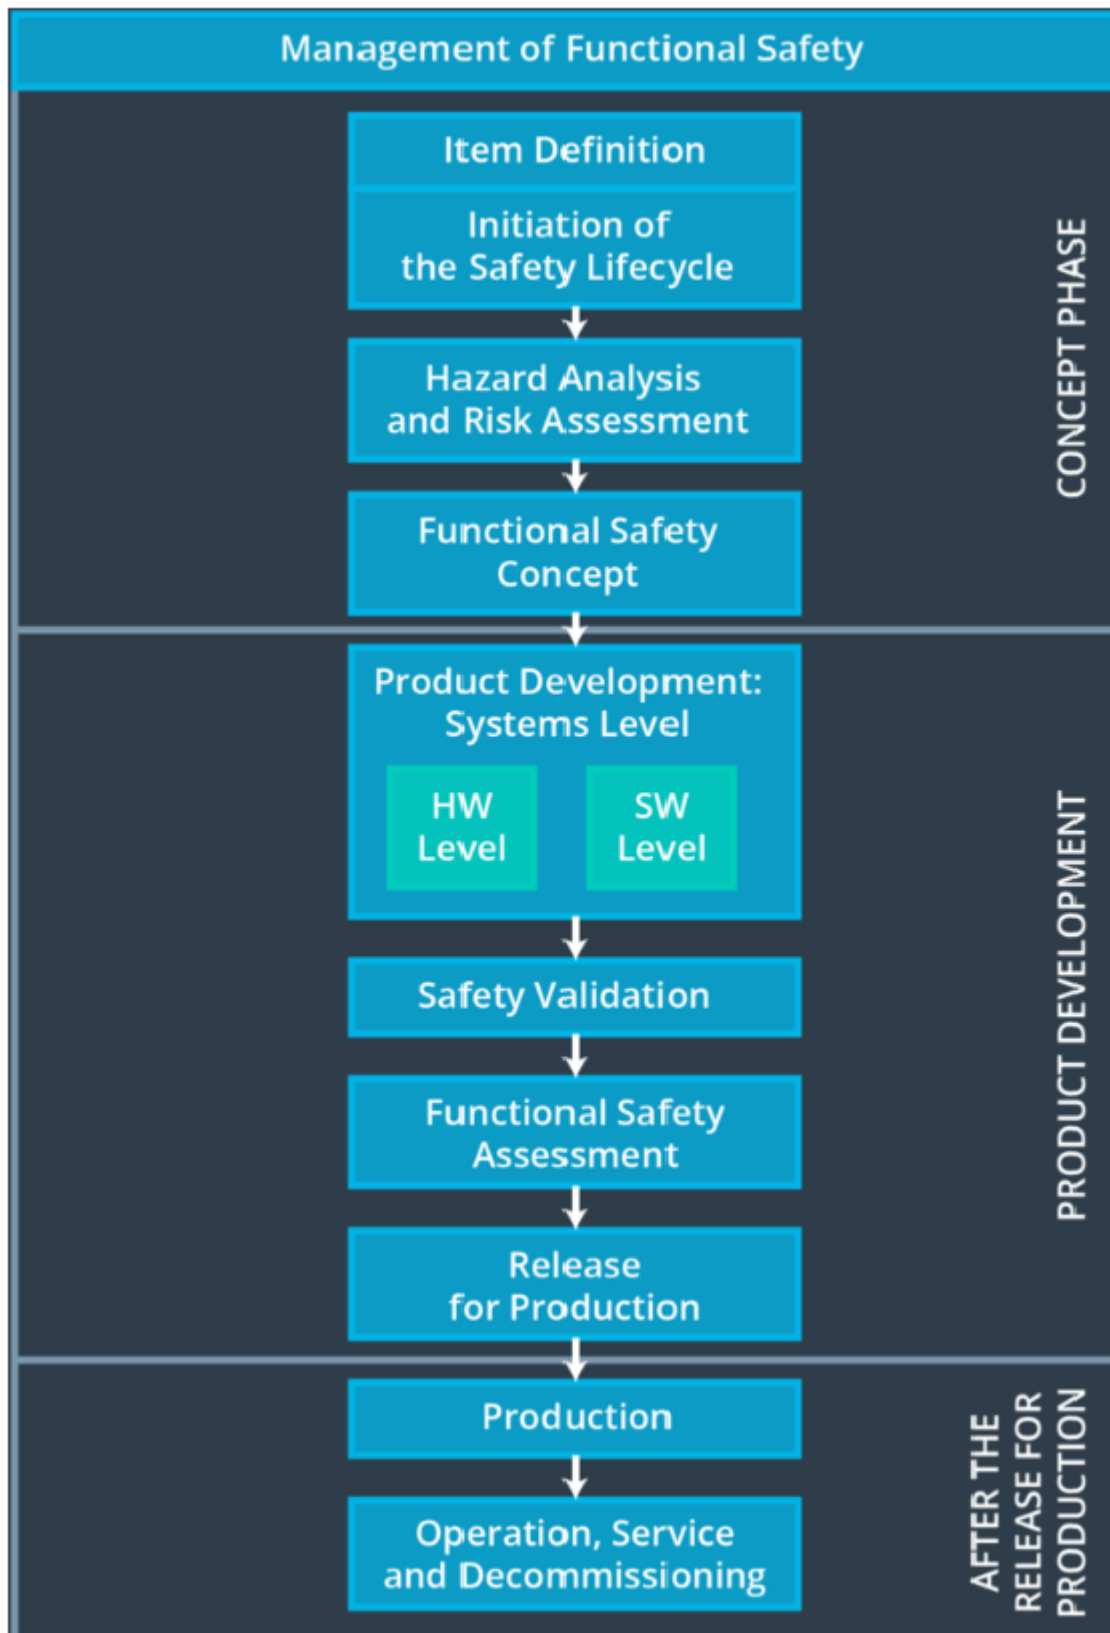 Management of Functional Safety
Item Definition
Initiation of
the Safety Lifecycle
Hazard Analysis
and Risk Assessment
Functional Safety
Concept
CONCEPT PHASE
Product Development:
Systems Level
HW
Level
SW
Level
Safety Validation
Functional Safety
Assessment
Release
for Production
PRODUCT DEVELOPMENT
Production
Operation, Service
and Decommissioning
AFTER THE
RELEASE FOR
PRODUCTION